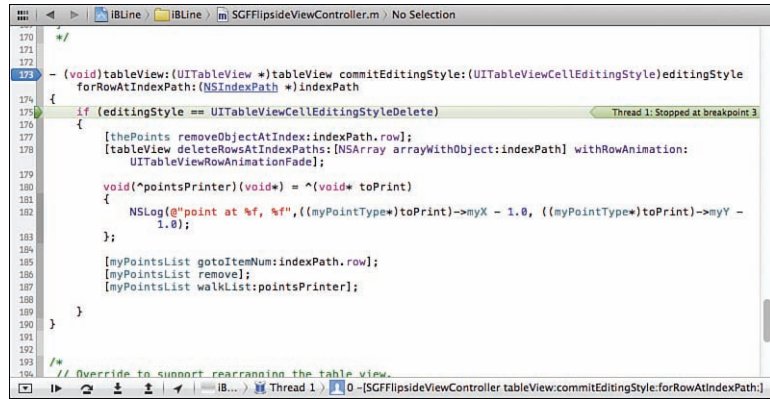 iBLine › iBLine › SGFFlipsideViewController.m › No Selection
170 */
171
172
173 - (void)tableView:(UITableView *)tableView commitEditingStyle:(UITableViewCellEditingStyle)editingStyle
forRowAtIndexPath:(NSIndexPath *)indexPath
174 {
175 if (editingStyle == UITableViewCellEditingStyleDelete) Thread 1: Stopped at breakpoint 3
176 {
177 [thePoints removeObjectAtIndex:indexPath.row];
178 [tableView deleteRowsAtIndexPaths:[NSArray arrayWithObject:indexPath] withRowAnimation:
UITableViewRowAnimationFade];
179
180 void(^pointsPrinter)(void*) = ^(void* toPrint)
181 {
182 NSLog(@"point at %f, %f",((myPointType*)toPrint)->myX - 1.0, ((myPointType*)toPrint)->myY -
1.0);
183 };
184
185 [myPointsList gotoItemNum:indexPath.row];
186 [myPointsList remove];
187 [myPointsList walkList:pointsPrinter];
188
189 }
190 }
191
192
193 /*
194 // Override to support rearranging the table view.
iB... › Thread 1 › 0 -[SGFFlipsideViewController tableView:commitEditingStyle:forRowAtIndexPath:]